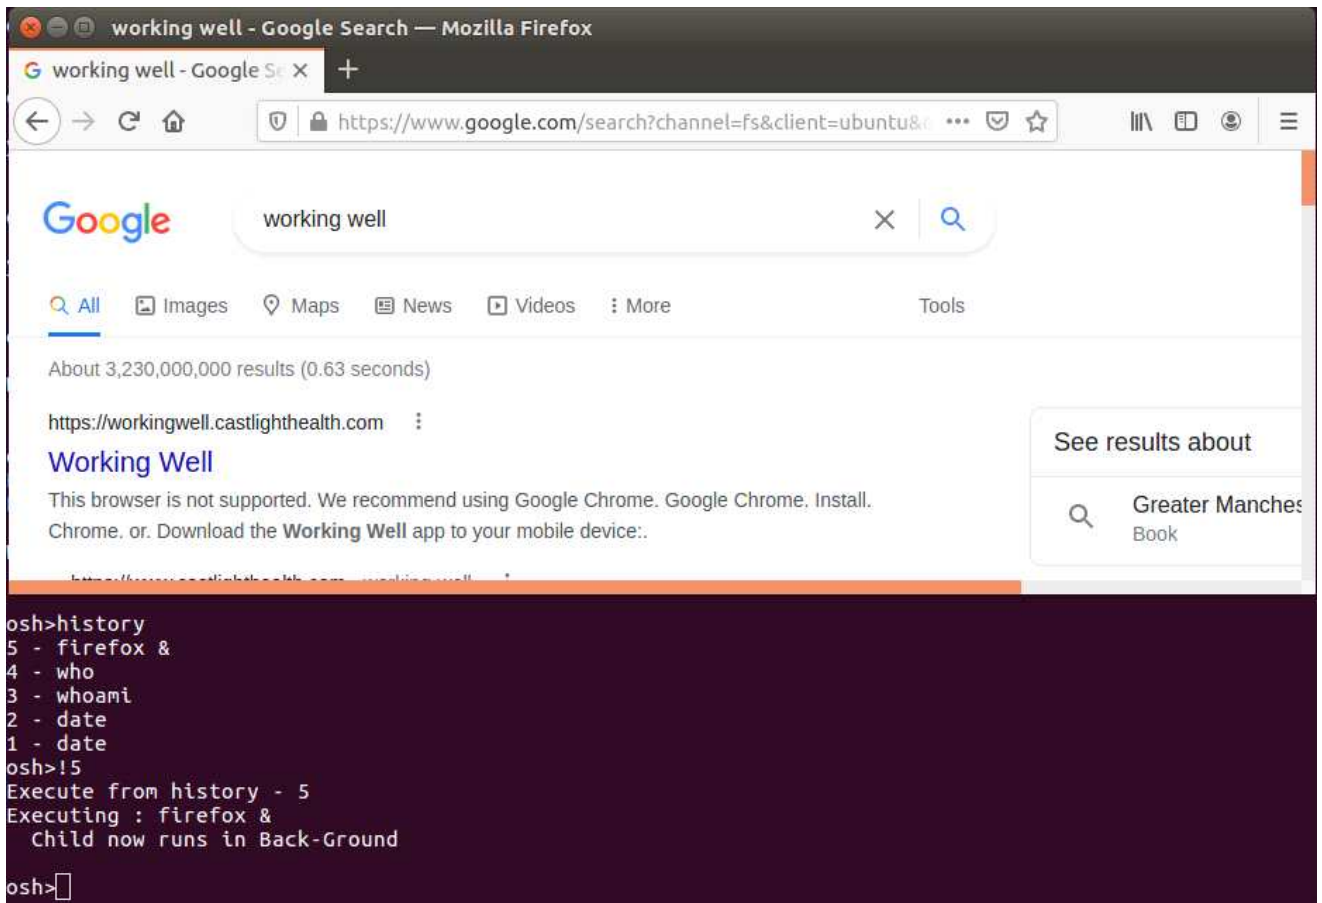 working well - Google Search — Mozilla Firefox
working well - Google Se
https://www.google.com/search?channel=fs&client=ubuntu&
Google working well
All Images Maps News Videos More Tools
About 3,230,000,000 results (0.63 seconds)
https://workingwell.castlighthealth.com
Working Well
This browser is not supported. We recommend using Google Chrome. Google Chrome. Install.
Chrome. or. Download the Working Well app to your mobile device:.
See results about
Greater Manches
Book
osh>history
5 - firefox &
4 - who
3 - whoami
2 - date
1 - date
osh>!5
Execute from history - 5
Executing : firefox &
Child now runs in Back-Ground
osh>